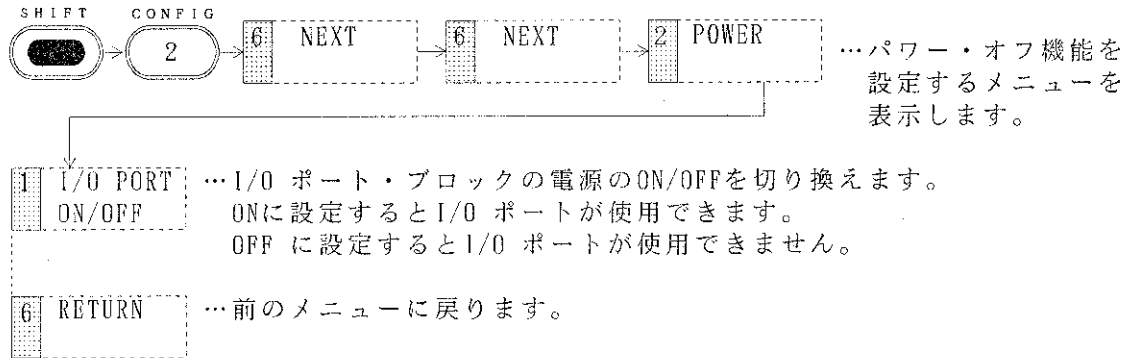 SHIFT CONFIG
2 6 NEXT 6 NEXT 2 POWER …パワー・オフ機能を
設定するメニューを
表示します。
1 I/O PORT …I/O ポート・ブロックの電源のON/OFFを切り換えます。
ON/OFF ONに設定するとI/O ポートが使用できます。
OFF に設定するとI/O ポートが使用できません。
6 RETURN …前のメニューに戻ります。